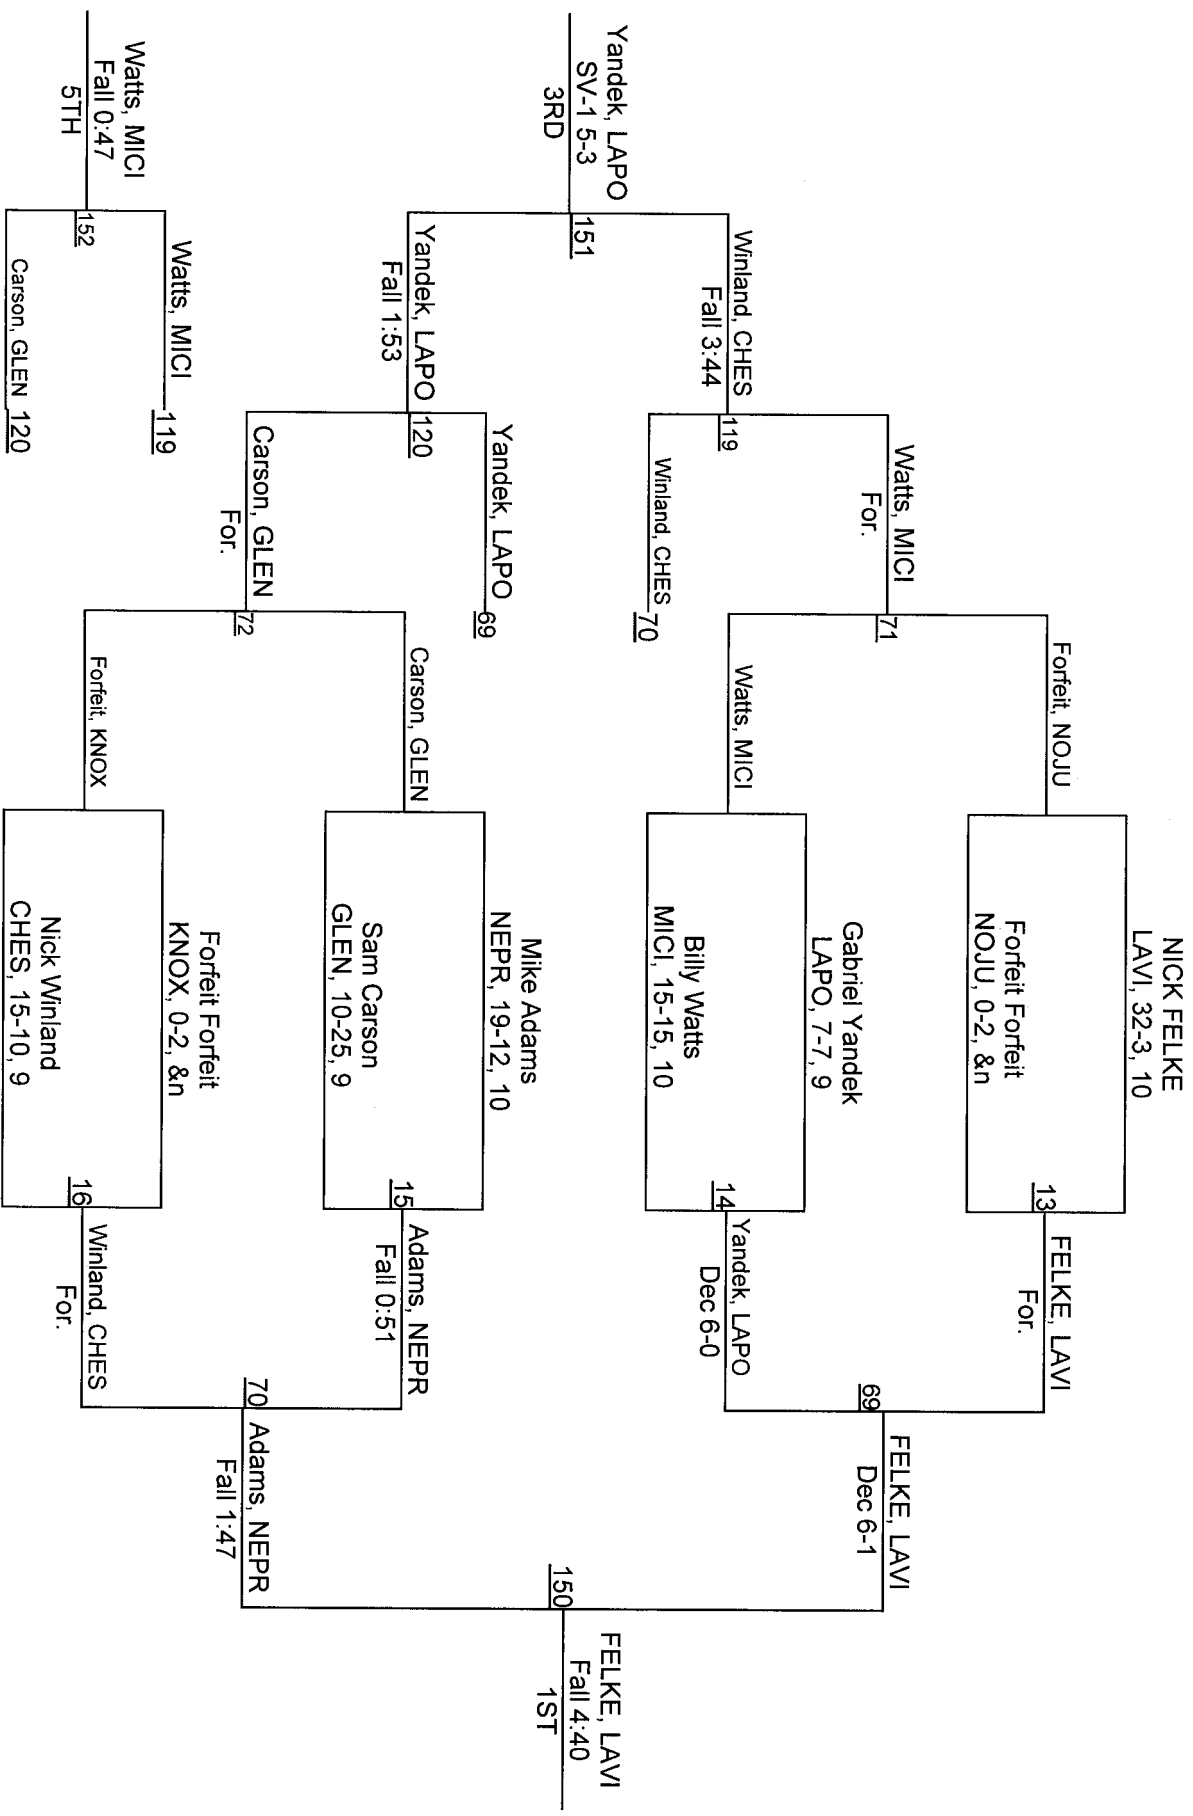 NICK FELKE
LAVI, 32-3, 10
Forfeit Forfeit
NOJU, 0-2, &n
13
FELKE, LAVI
For.
Gabriel Yandek
LAPO, 7-7, 9
Billy Watts
MICI, 15-15, 10
14
Yandek, LAPO
Dec 6-0
Mike Adams
NEPR, 19-12, 10
Sam Carson
GLEN, 10-25, 9
15
Adams, NEPR
Fall 0:51
Forfeit Forfeit
KNOX, 0-2, &n
Nick Winland
CHES, 15-10, 9
16
Winland, CHES
For.
69
FELKE, LAVI
Dec 6-1
70
Adams, NEPR
Fall 1:47
150
FELKE, LAVI
Fall 4:40
1ST
Forfeit, NOJU
Watts, MICI
71
Watts, MICI
For.
Winland, CHES
70
119
Winland, CHES
Fall 3:44
Carson, GLEN
Forfeit, KNOX
72
Carson, GLEN
For.
Yandek, LAPO
69
120
Yandek, LAPO
Fall 1:53
151
Yandek, LAPO
SV-1 5-3
3RD
Watts, MICI
119
Carson, GLEN
120
152
Watts, MICI
Fall 0:47
5TH